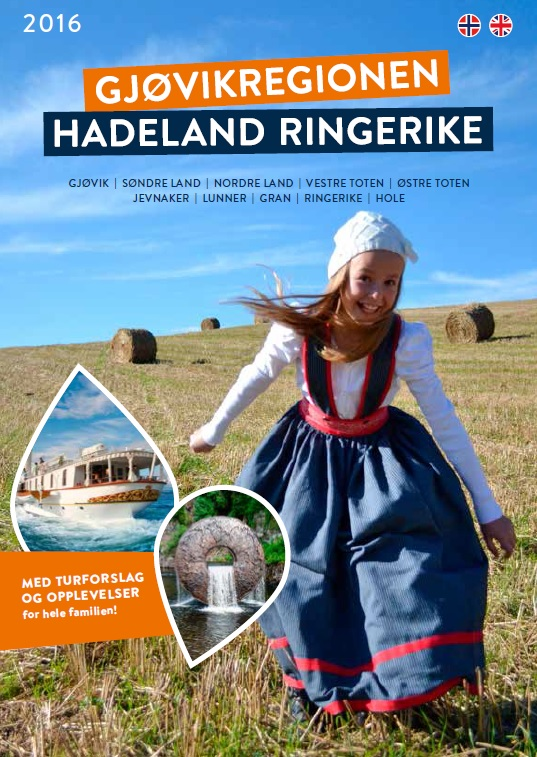 2016
GJØVIKREGIONEN
HADELAND RINGERIKE
GJØVIK | SØNDRE LAND | NORDRE LAND | VESTRE TOTEN | ØSTRE TOTEN
JEVNAKER | LUNNER | GRAN | RINGERIKE | HOLE
MED TURFORSLAG
OG OPPLEVELSER
for hele familien!